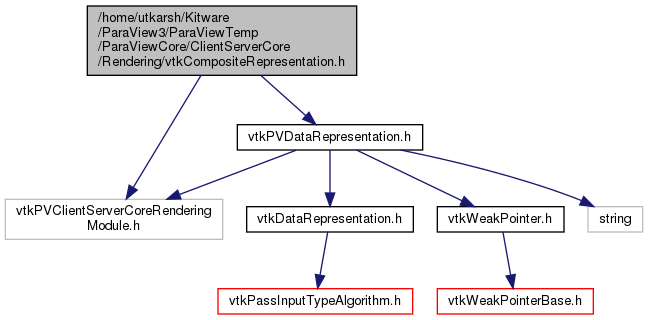 /home/utkarsh/Kitware
/ParaView3/ParaViewTemp
/ParaViewCore/ClientServerCore
/Rendering/vtkCompositeRepresentation.h
vtkPVDataRepresentation.h
vtkPVClientServerCoreRendering
Module.h
vtkDataRepresentation.h
vtkWeakPointer.h
string
vtkPassInputTypeAlgorithm.h
vtkWeakPointerBase.h